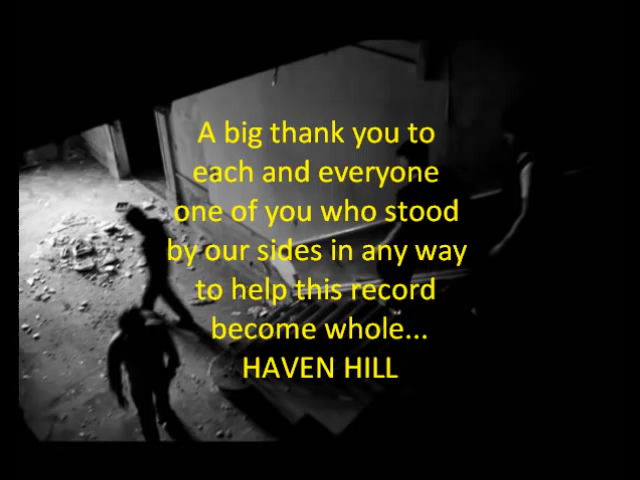 A big thank you to
each and everyone
one of you who stood
by our sides in any way
to help this record
become whole...
HAVEN HILL